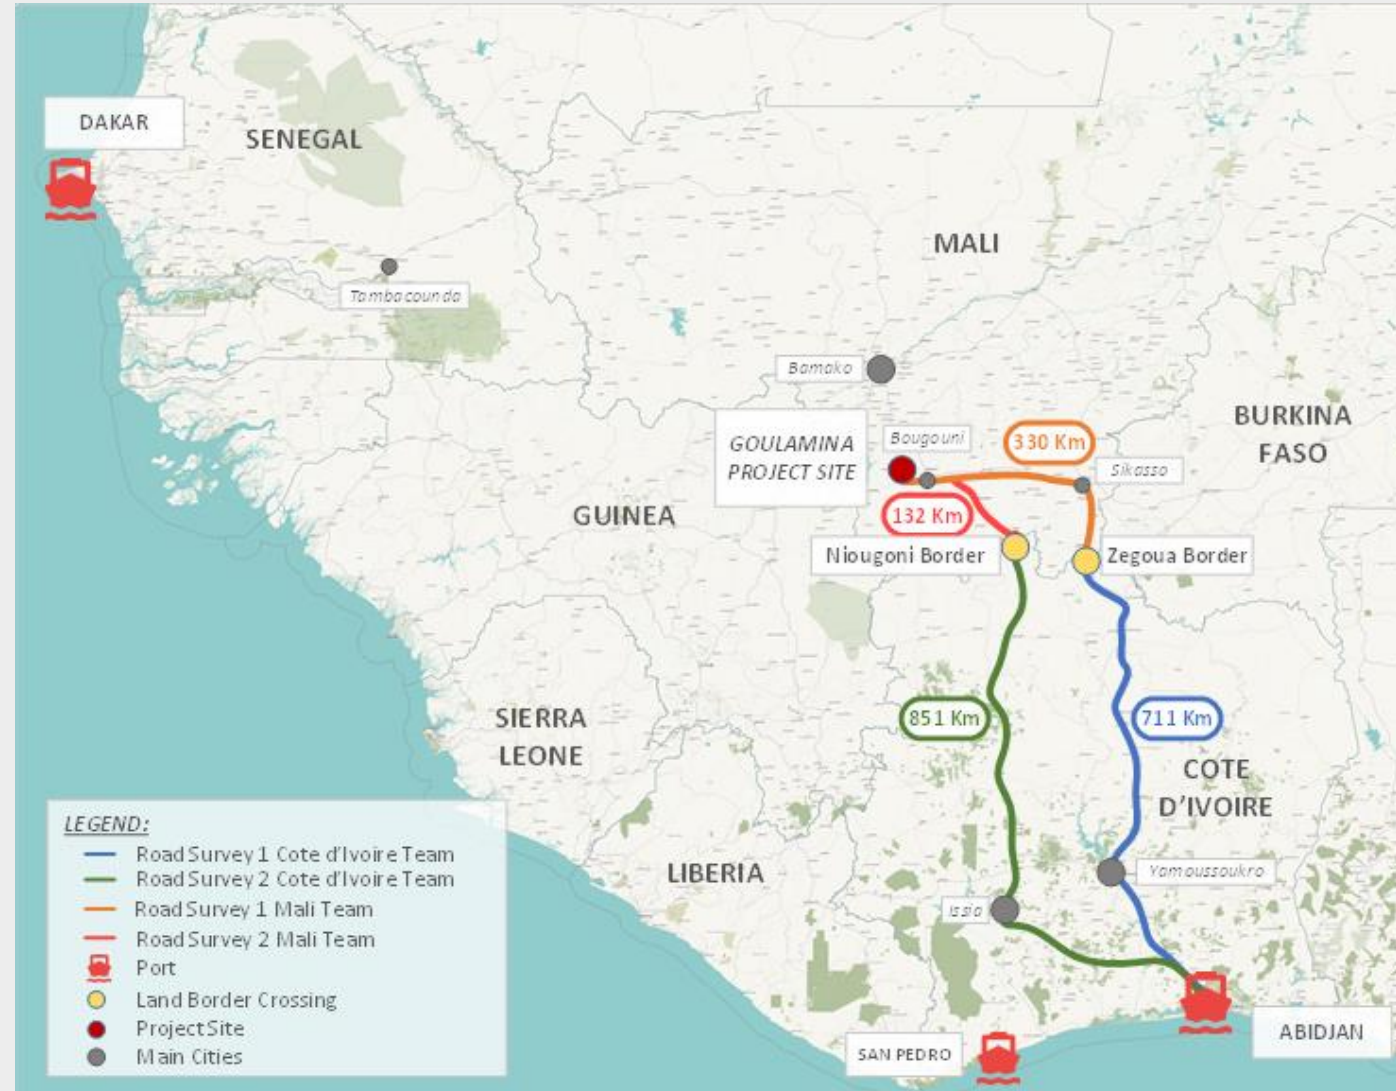 DAKAR
SENEGAL
Tambacounda
MALI
Bamako
BURKINA
FASO
GOULAMINA
PROJECT SITE
Bougouni
330 Km
Sikasso
132 Km
GUINEA
Niougoni Border
Zegoua Border
SIERRA
LEONE
851 Km
711 Km
COTE
D'IVOIRE
LIBERIA
Yamoussoukro
Issia
SAN PEDRO
ABIDJAN
LEGEND:
Road Survey 1 Cote d'Ivoire Team
Road Survey 2 Cote d'Ivoire Team
Road Survey 1 Mali Team
Road Survey 2 Mali Team
Port
Land Border Crossing
Project Site
Main Cities